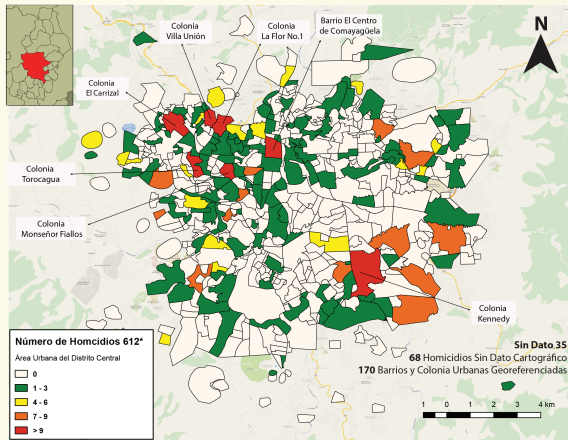 Colonia
Villa Unión
Colonia
La Flor No.1
Barrio El Centro
de Comayagüela
N
Colonia
El Carrizal
Colonia
Torocagua
Colonia
Monseñor Fiallos
Colonia
Kennedy
Número de Homcidios 612*
Área Urbana del Distrito Central
0
1 - 3
4 - 6
7 - 9
> 9
Sin Dato 35
68 Homicidios Sin Dato Cartográfico
170 Barrios y Colonia Urbanas Georeferenciadas
1 0 1 2 3 4 km